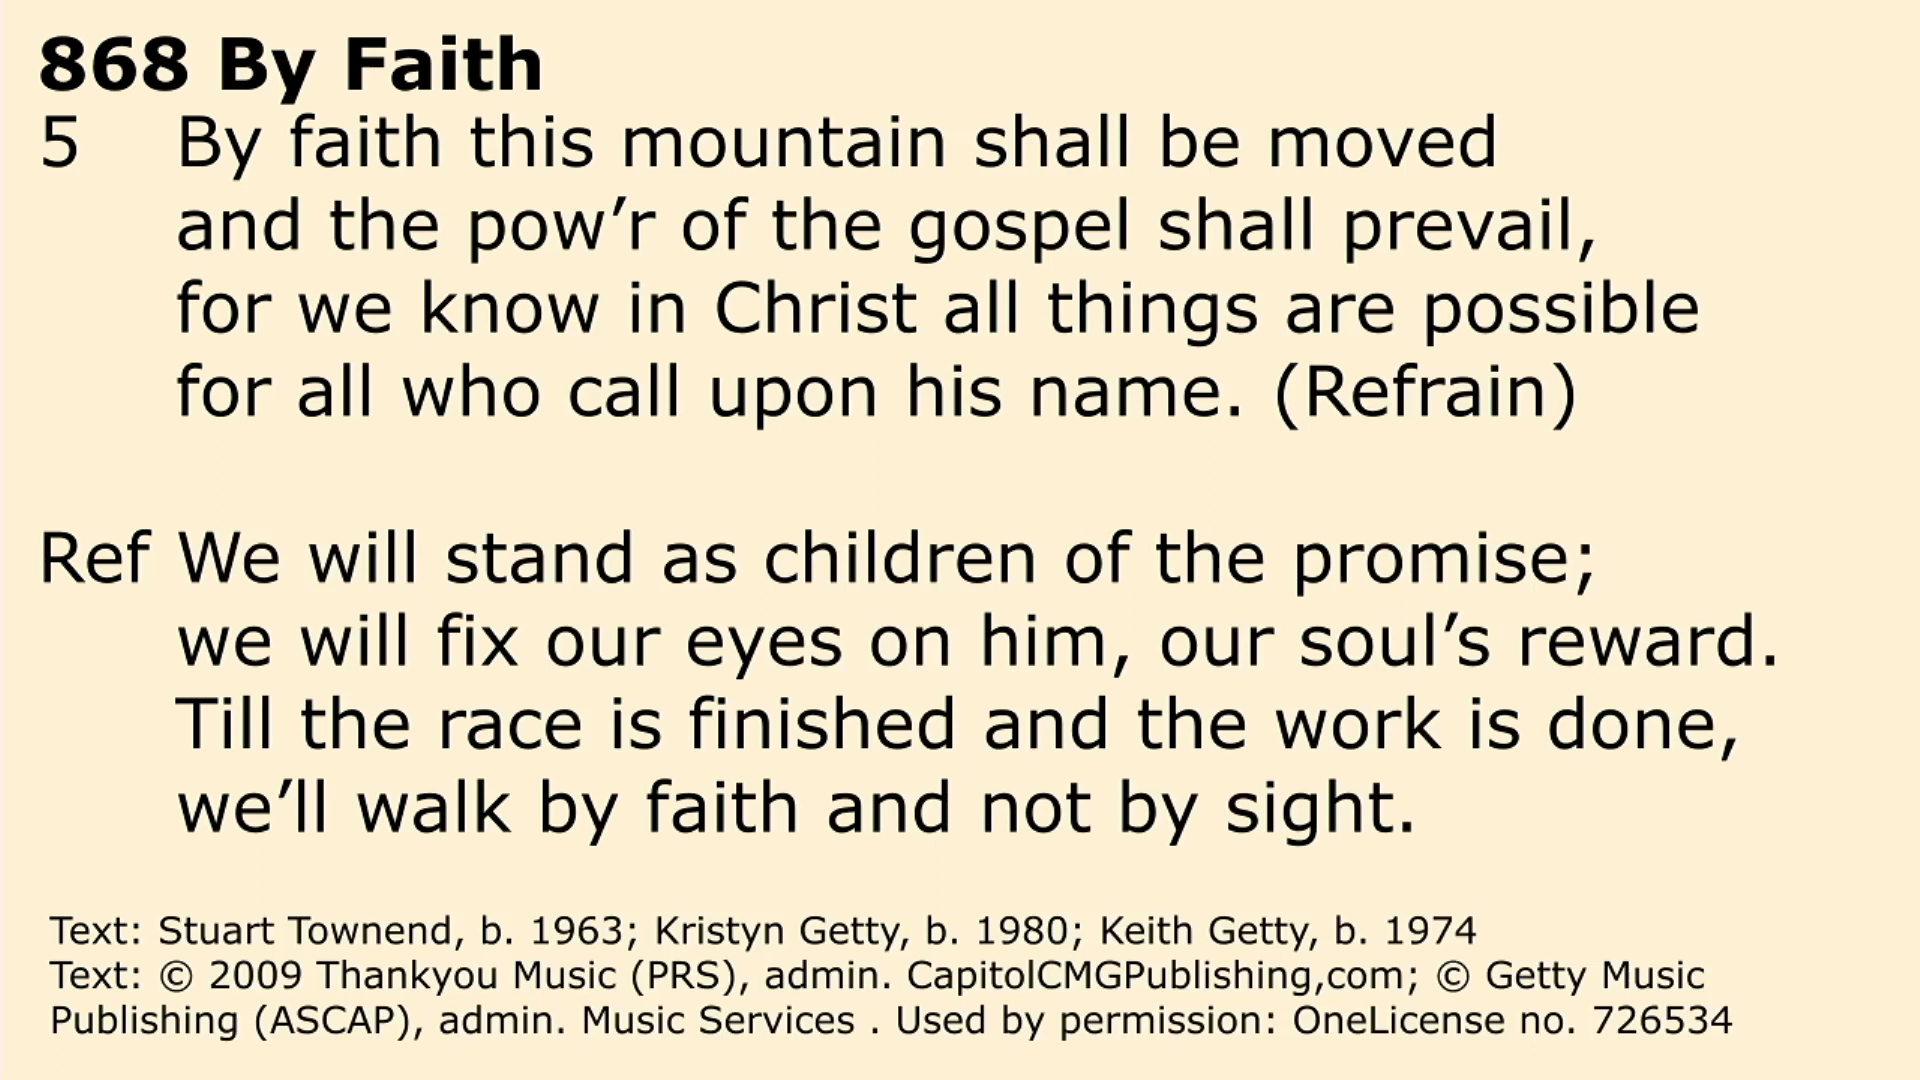 868 By Faith
5 By faith this mountain shall be moved
and the pow’r of the gospel shall prevail,
for we know in Christ all things are possible
for all who call upon his name. (Refrain)
Ref We will stand as children of the promise;
we will fix our eyes on him, our soul’s reward.
Till the race is finished and the work is done,
we’ll walk by faith and not by sight.
Text: Stuart Townend, b. 1963; Kristyn Getty, b. 1980; Keith Getty, b. 1974
Text: © 2009 Thankyou Music (PRS), admin. CapitolCMGPublishing,com; © Getty Music
Publishing (ASCAP), admin. Music Services . Used by permission: OneLicense no. 726534